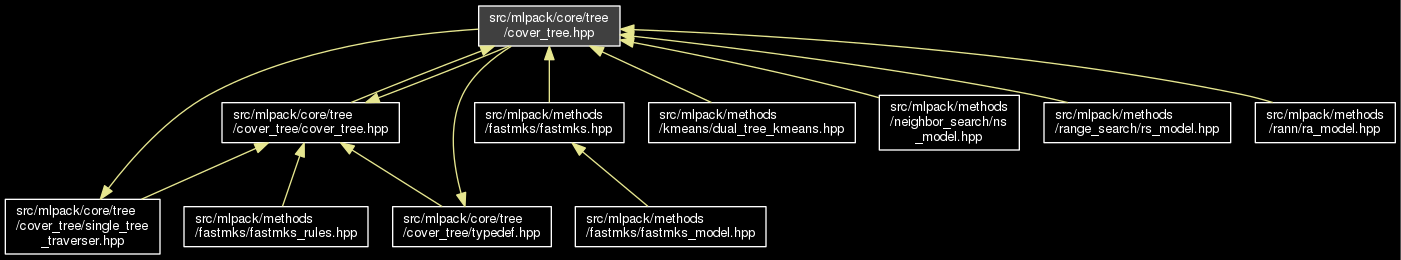 src/mlpack/core/tree
/cover_tree.hpp
src/mlpack/core/tree
/cover_tree/cover_tree.hpp
src/mlpack/methods
/fastmks/fastmks.hpp
src/mlpack/methods
/kmeans/dual_tree_kmeans.hpp
src/mlpack/methods
/neighbor_search/ns
_model.hpp
src/mlpack/methods
/range_search/rs_model.hpp
src/mlpack/methods
/rann/ra_model.hpp
src/mlpack/core/tree
/cover_tree/single_tree
_traverser.hpp
src/mlpack/methods
/fastmks/fastmks_rules.hpp
src/mlpack/core/tree
/cover_tree/typedef.hpp
src/mlpack/methods
/fastmks/fastmks_model.hpp